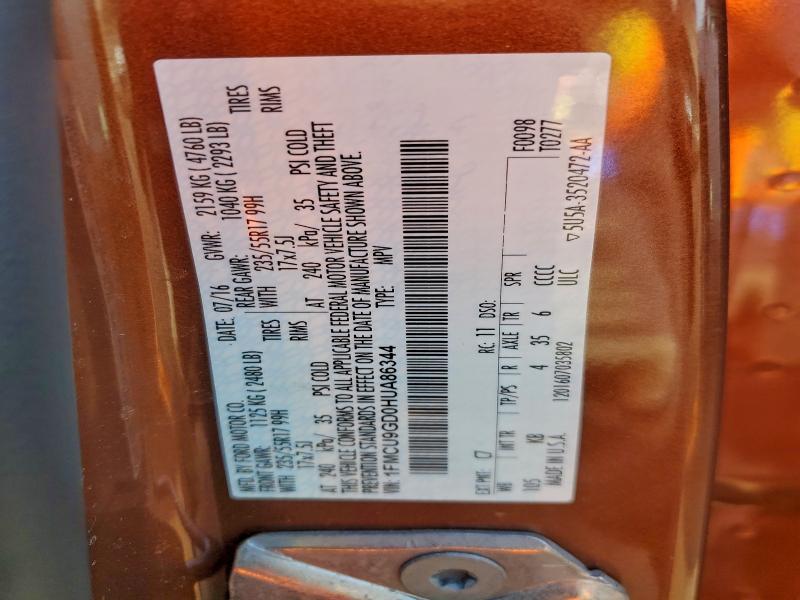 MFD. BY FORD MOTOR CO.
DATE: 07/16 GVWR: 2159 KG ( 4760 LB)
FRONT GAWR: 1125 KG ( 2480 LB) REAR GAWR: 1040 KG ( 2293 LB)
WITH 235/55R17 99H TIRES WITH 235/55R17 99H TIRES
17x7.5J RIMS 17x7.5J RIMS
AT 240 kPa/ 35 PSI COLD AT 240 kPa/ 35 PSI COLD
THIS VEHICLE CONFORMS TO ALL APPLICABLE FEDERAL MOTOR VEHICLE SAFETY AND THEFT
PREVENTION STANDARDS IN EFFECT ON THE DATE OF MANUFACTURE SHOWN ABOVE.
VIN: 1FMCU9GD0HUA86344 TYPE: MPV
EXT PNT: RC: 11 DSO: F0098
WB INT TR TP/PS R AXLE TR SPR T0277
105 KB 4 35 6 CCCC
MADE IN U.S.A. 1201607035802 ULC 5U5A-3520472-AA